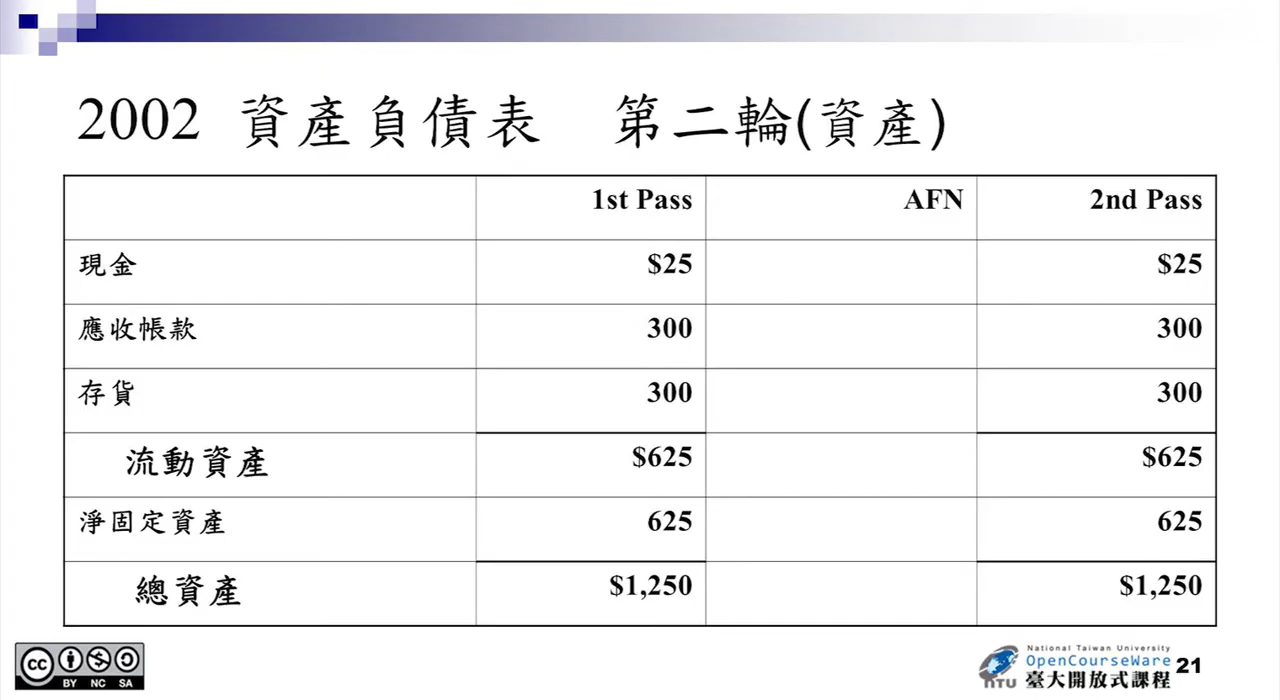 2002 資產負債表 第二輪(資產)
1st Pass AFN 2nd Pass
現金 $25 $25
應收帳款 300 300
存貨 300 300
流動資產 $625 $625
淨固定資產 625 625
總資產 $1,250 $1,250
cc BY NC SA
National Taiwan University
OpenCourseWare
NTU 臺大開放式課程 21